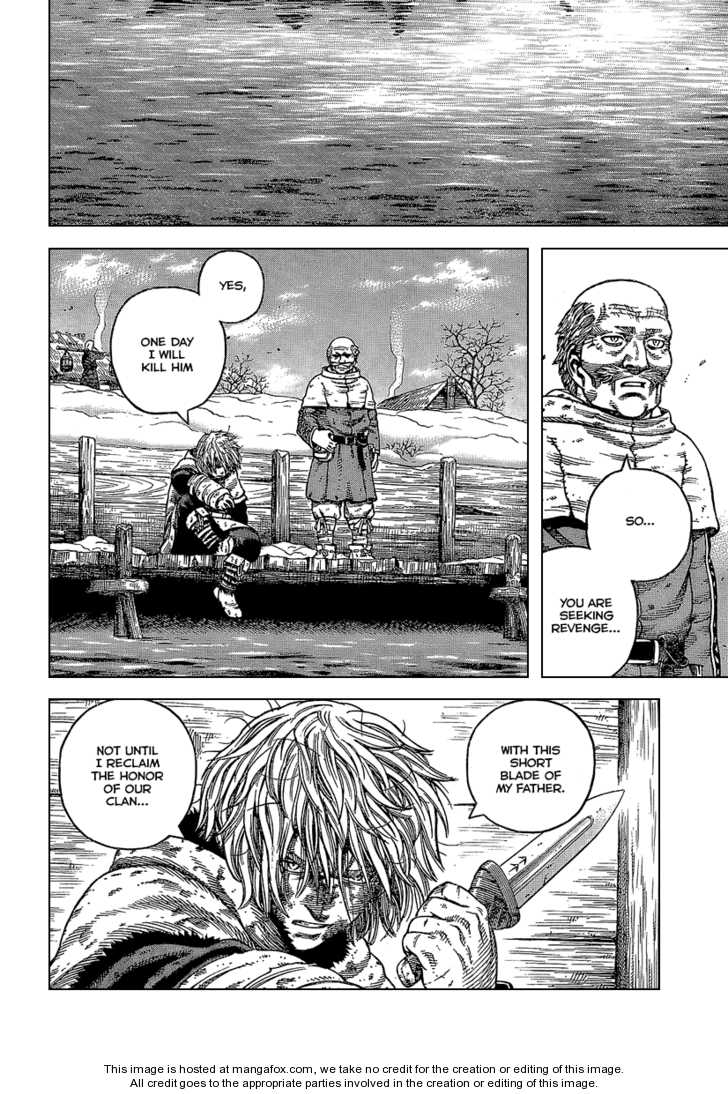 SO...
YOU ARE
SEEKING
REVENGE...
YES,
ONE DAY
I WILL
KILL HIM
WITH THIS
SHORT
BLADE OF
MY FATHER.
NOT UNTIL
I RECLAIM
THE HONOR
OF OUR
CLAN...
This image is hosted at mangafox.com, we take no credit for the creation or editing of this image.
All credit goes to the appropriate parties involved in the creation or editing of this image.